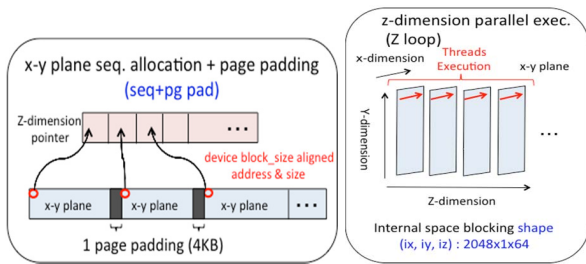 x-y plane seq. allocation + page padding
(seq+pg pad)
Z-dimension
pointer
...
device block_size aligned
address & size
x-y plane
x-y plane
x-y plane
...
1 page padding (4KB)
z-dimension parallel exec.
(Z loop)
Threads
Execution
x-dimension
x-y plane
Y-dimension
...
Z-dimension
Internal space blocking shape
(ix, iy, iz) : 2048x1x64